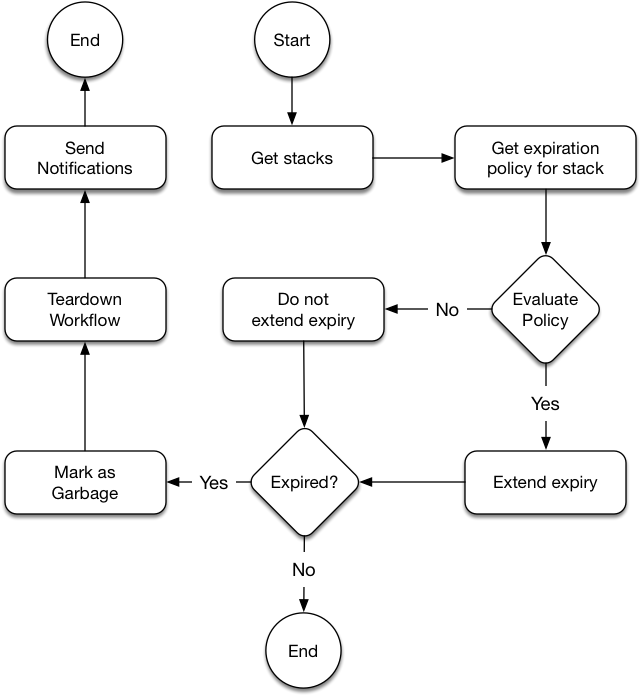 End
Start
Send
Notifications
Get stacks
Get expiration
policy for stack
Teardown
Workflow
Do not
extend expiry
No
Evaluate
Policy
Yes
Mark as
Garbage
Yes
Expired?
Extend expiry
No
End